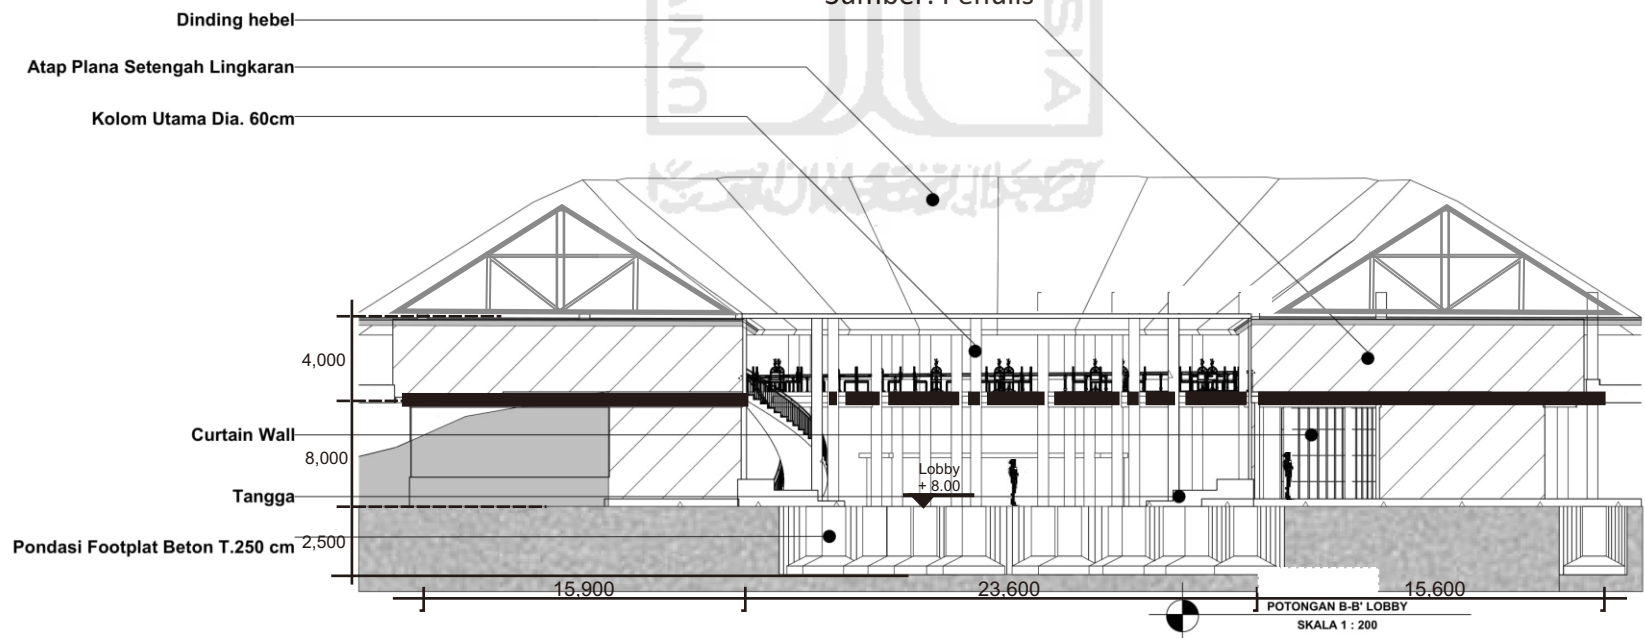 Dinding hebel
Atap Plana Setengah Lingkaran
Kolom Utama Dia. 60cm
4,000
Curtain Wall
8,000
Lobby
+ 8.00
Tangga
Pondasi Footplat Beton T.250 cm
2,500
15,900
23,600
15,600
POTONGAN B-B' LOBBY
SKALA 1 : 200